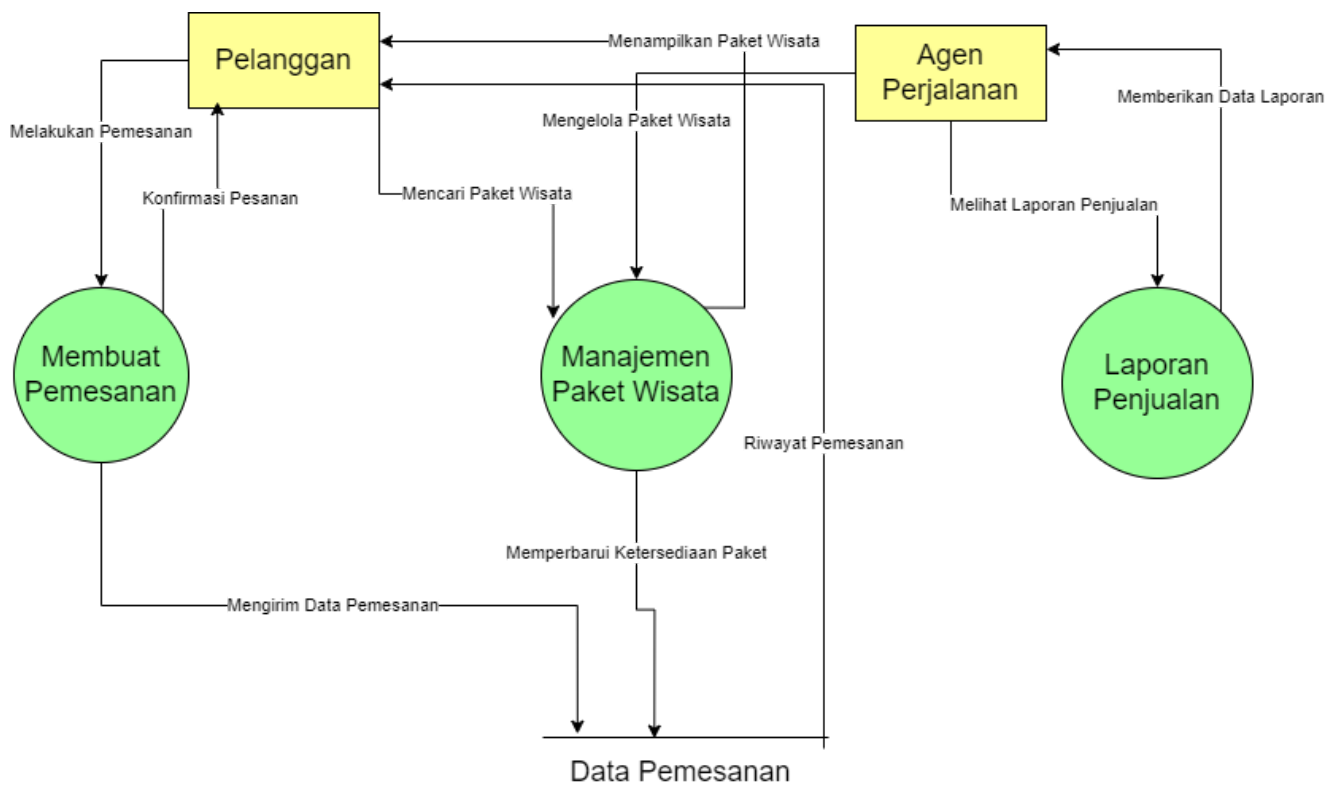 Pelanggan
Menampilkan Paket Wisata
Agen
Perjalanan
Memberikan Data Laporan
Melakukan Pemesanan
Mengelola Paket Wisata
Konfirmasi Pesanan
Mencari Paket Wisata
Melihat Laporan Penjualan
Membuat
Pemesanan
Manajemen
Paket Wisata
Laporan
Penjualan
Riwayat Pemesanan
Memperbarui Ketersediaan Paket
Mengirim Data Pemesanan
Data Pemesanan